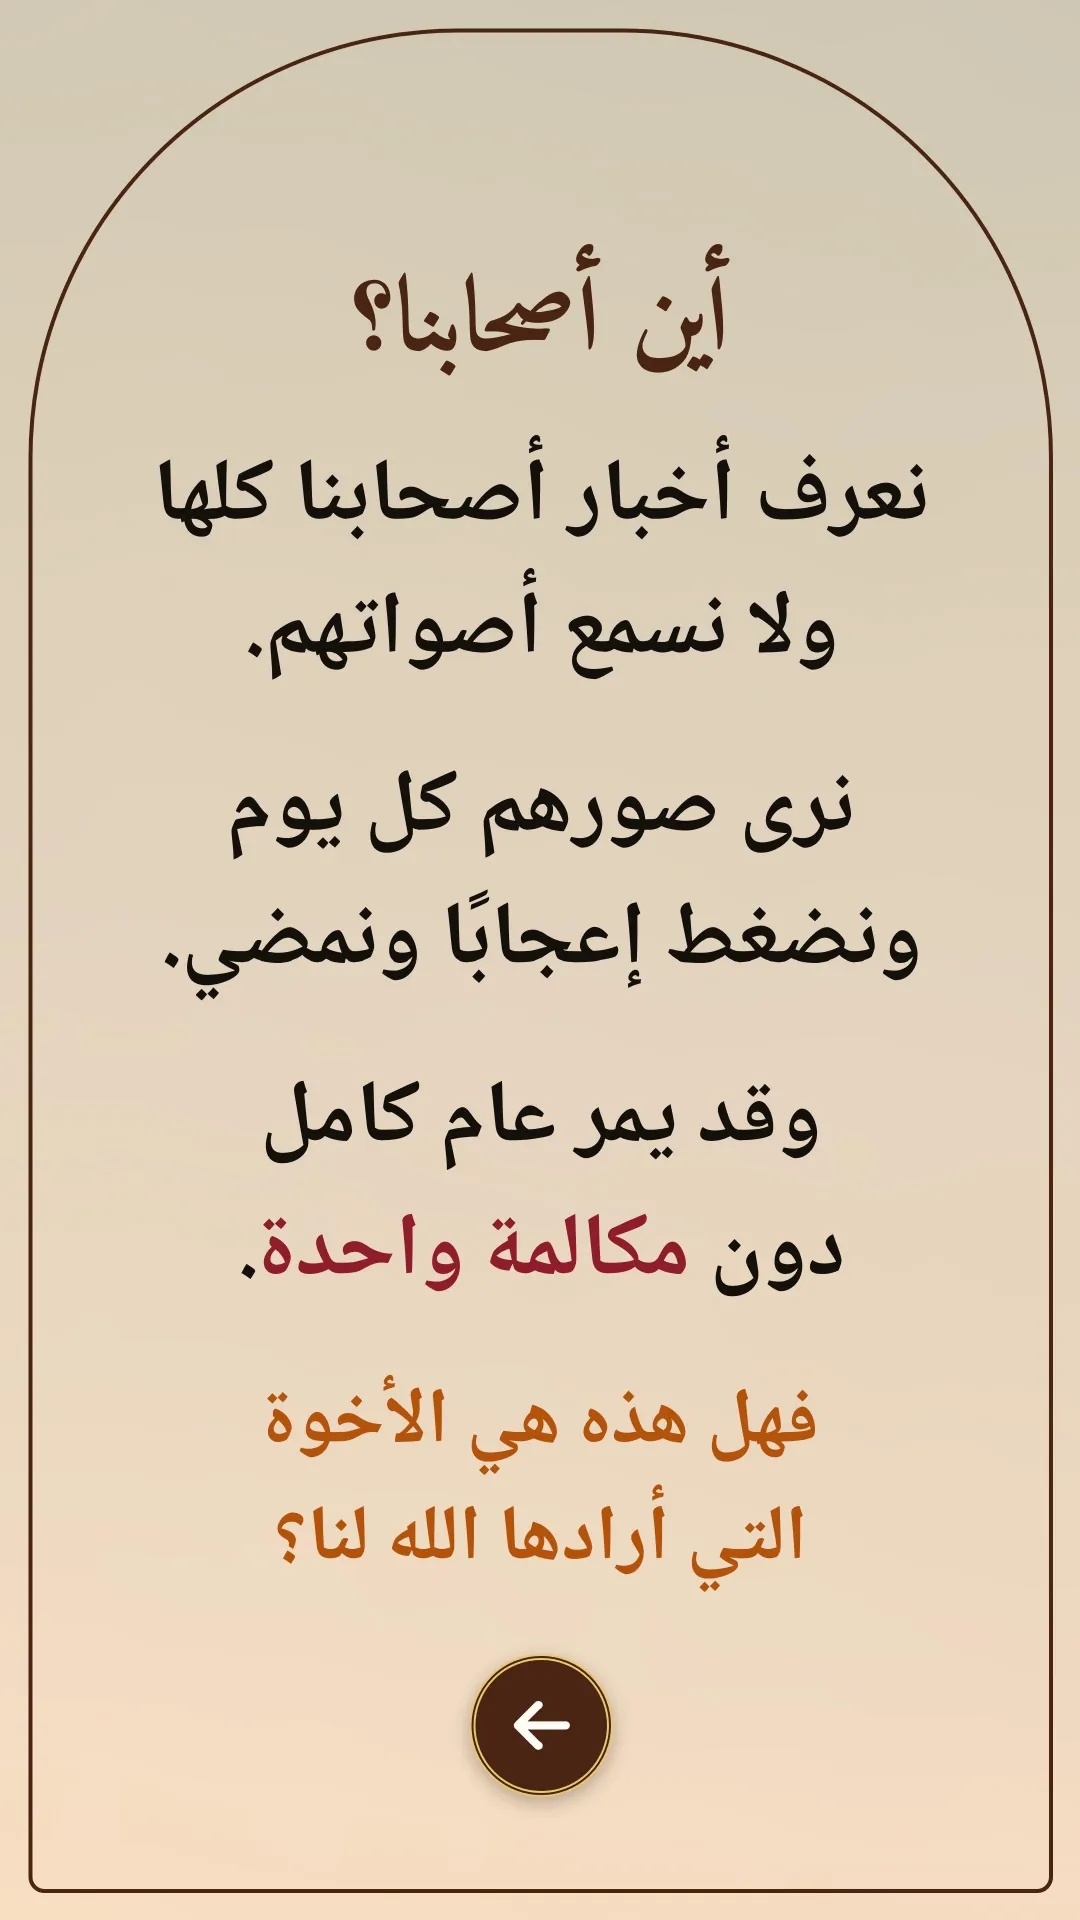 أين أصحابنا؟
نعرف أخبار أصحابنا كلها
ولا نسمع أصواتهم.
نرى صورهم كل يوم
ونضغط إعجابًا ونمضي.
وقد يمر عام كامل
دون مكالمة واحدة.
فهل هذه هي الأخوة
التي أرادها الله لنا؟